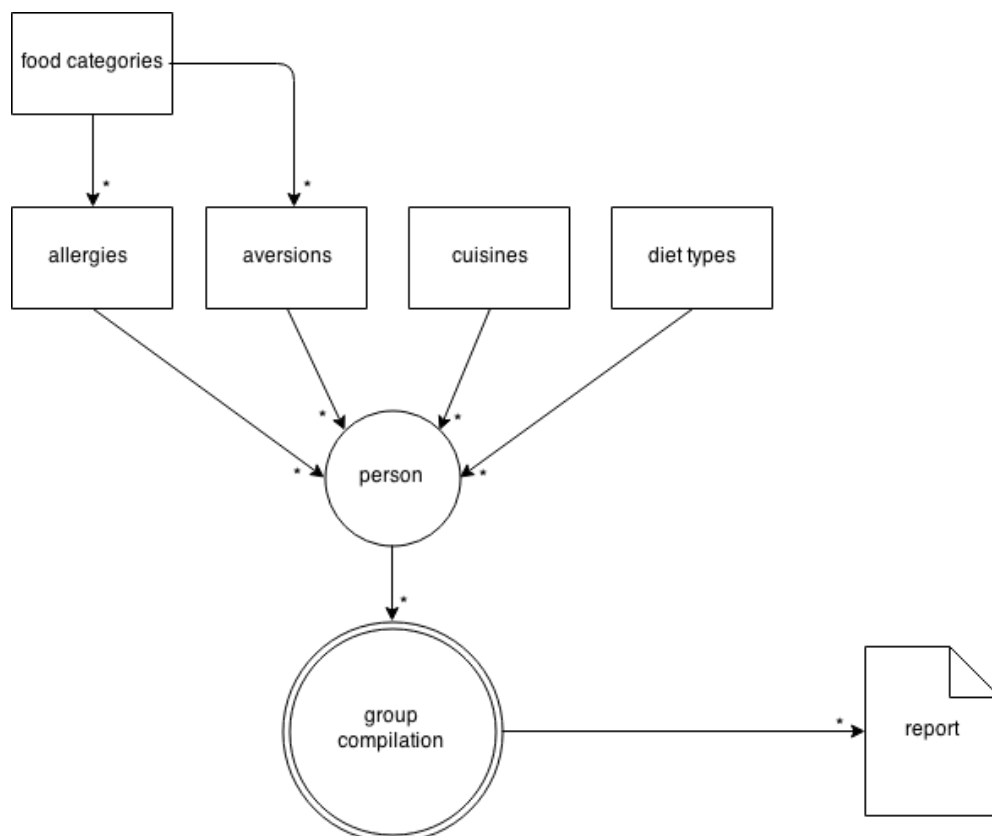 food categories
*
*
allergies
aversions
cuisines
diet types
*
*
*
*
person
*
group
compilation
*
report